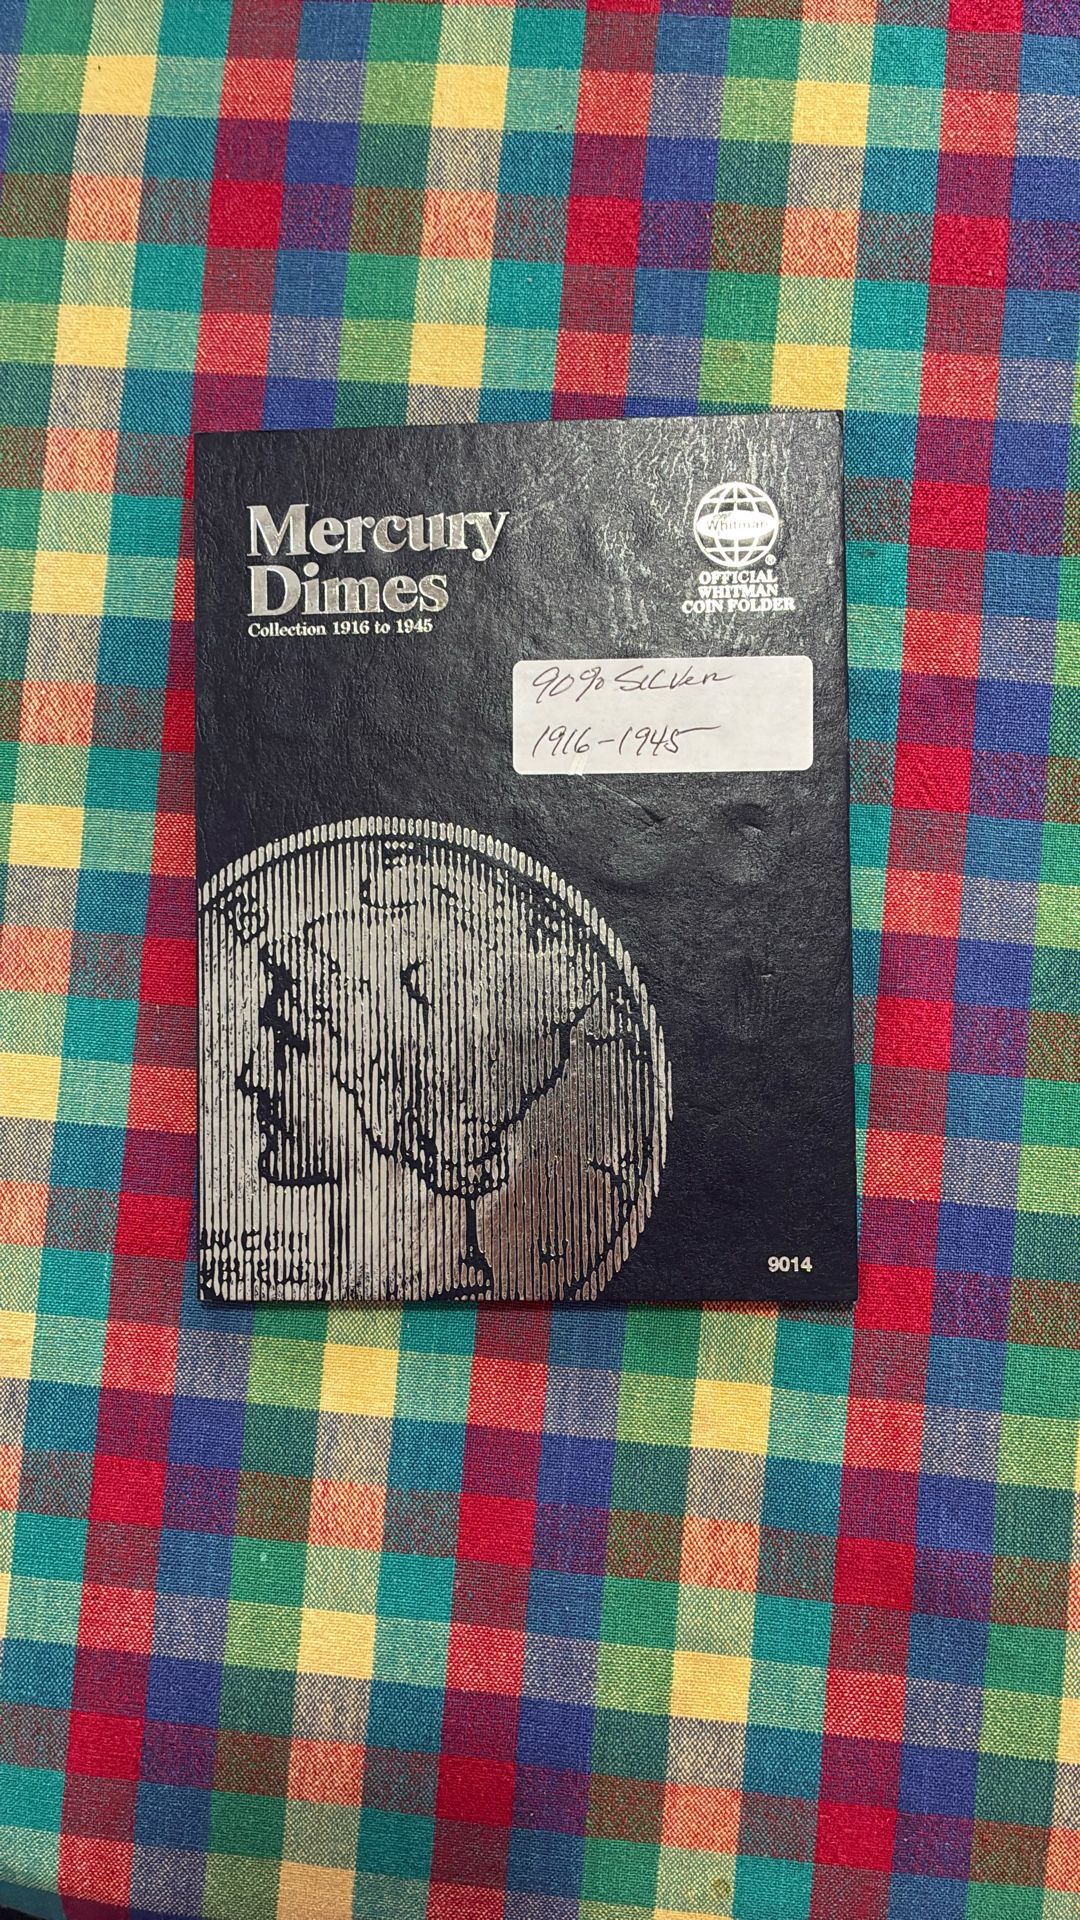 Mercury
Dimes
Collection 1916 to 1945
Whitman
®
OFFICIAL
WHITMAN
COIN FOLDER
90% SILVER
1916-1945
9014